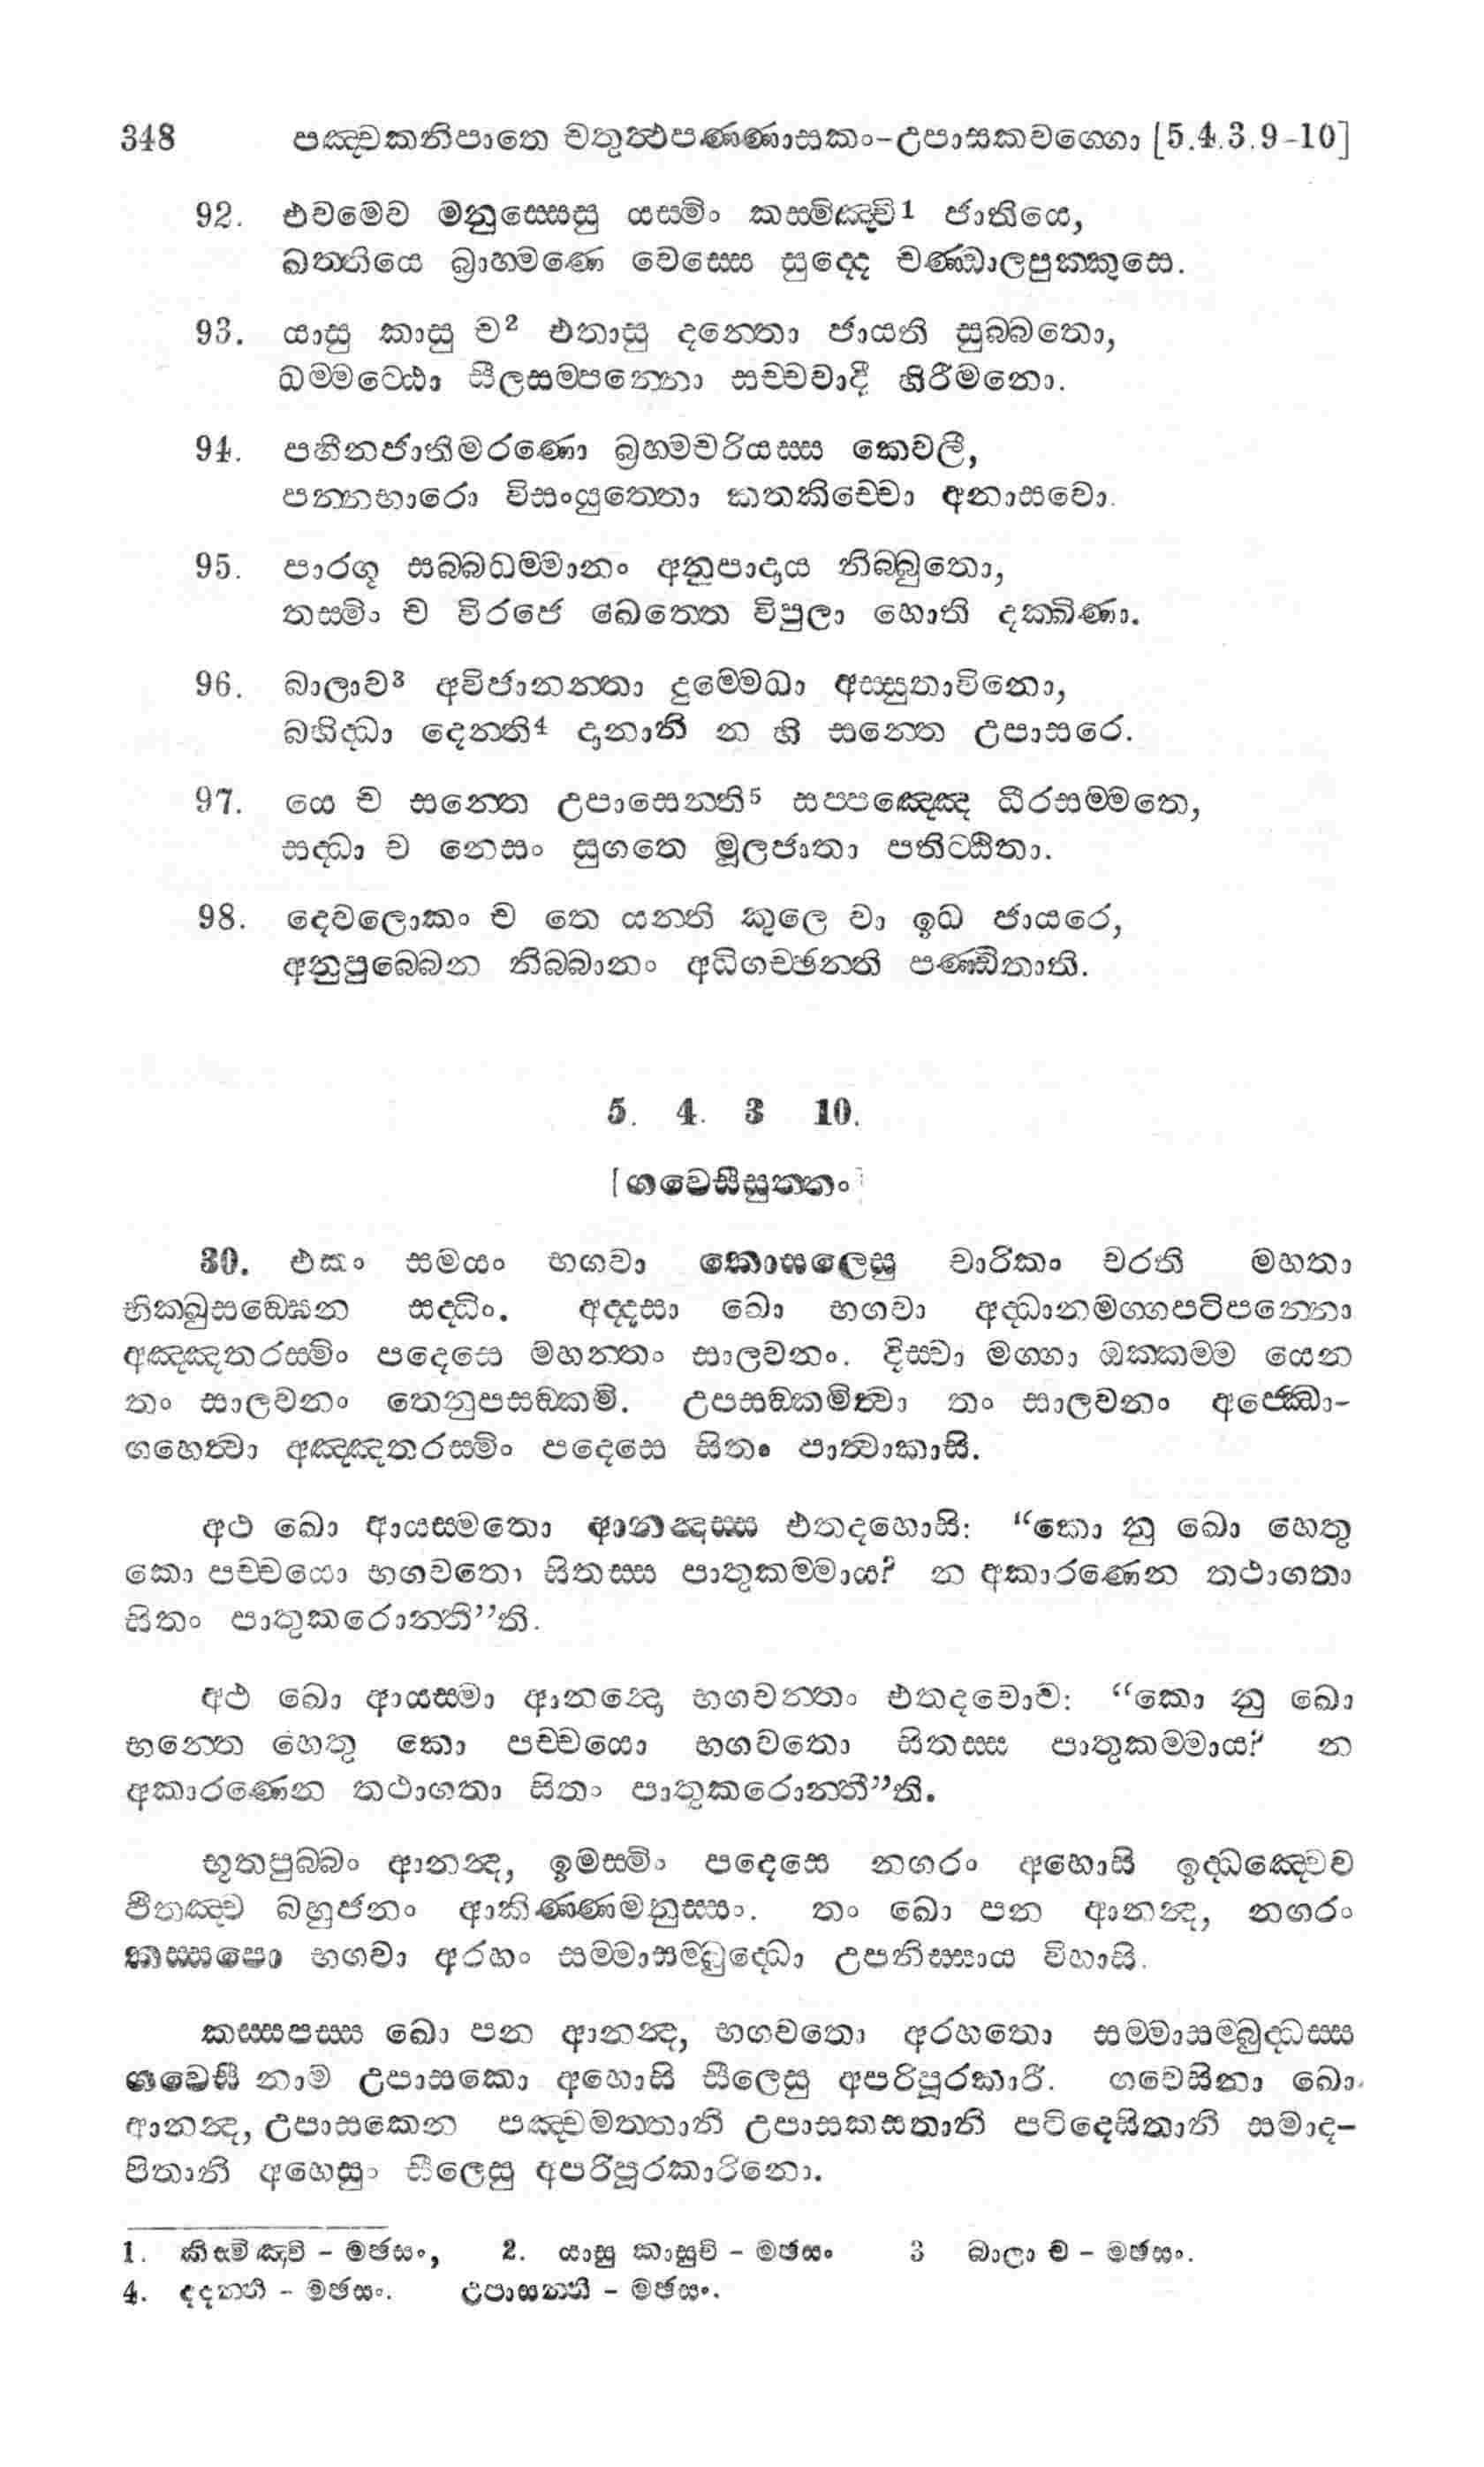 348 පඤ්චකනිපාතෙ චතුත්ථපණ්ණාසකං-උපාසකවග්ගො [5.4.3.9-10]
92. එවමෙව මනුස්සෙසු යස්මිං කස්මිඤ්චි1 ජාතියෙ,
ඛත්තියෙ බ්‍රාහ්මණෙ වෙස්සෙ සුද්දෙ චණ්ඩාලපුක්කුසෙ.
93. යාසු කාසු ච2 එතාසු දන්තො ජායති සුබ්බතො,
ධම්මට්ඨො සීලසම්පන්නො සච්චවාදී හිරීමනො.
94. පහීනජාතිමරණො බ්‍රහ්මචරියස්ස කෙවලී,
පන්නභාරො විසංයුත්තො කතකිච්චො අනාසවො.
95. පාරගූ සබ්බධම්මානං අනුපාදාය නිබ්බුතො,
තස්මිං ච විරජෙ ඛෙත්තෙ විපුලා හොති දක්ඛිණා.
96. බාලාව3 අවිජානන්තා දුම්මෙධා අස්සුතාවිනො,
බහිද්ධා දෙන්ති4 දානානි න හි සන්තෙ උපාසරෙ.
97. යෙ ච සන්තෙ උපාසෙන්ති5 සප්පඤ්ඤෙ ධීරසම්මතෙ,
සද්ධා ච නෙසං සුගතෙ මූලජාතා පතිට්ඨිතා.
98. දෙවලොකං ච තෙ යන්ති කුලෙ වා ඉධ ජායරෙ,
අනුපුබ්බෙන නිබ්බානං අධිගච්ඡන්ති පණ්ඩිතාති.
5. 4. 3 10.
[ගවෙසීසුත්තං]
30. එකං සමයං භගවා කොසලෙසු චාරිකං චරති මහතා
භික්ඛුසඞ්ඝෙන සද්ධිං. අද්දසා ඛො භගවා අද්ධානමග්ගපටිපන්නො
අඤ්ඤතරස්මිං පදෙසෙ මහන්තං සාලවනං. දිස්වා මග්ගා ඔක්කම්ම යෙන
තං සාලවනං තෙනුපසඞ්කමි. උපසඞ්කමිත්වා තං සාලවනං අජ්ඣො-
ගහෙත්වා අඤ්ඤතරස්මිං පදෙසෙ සිතං පාත්වාකාසි.
අථ ඛො ආයස්මතො ආනන්දස්ස එතදහොසි: “කො නු ඛො හෙතු
කො පච්චයො භගවතො සිතස්ස පාතුකම්මාය? න අකාරණෙන තථාගතා
සිතං පාතුකරොන්ති”ති.
අථ ඛො ආයස්මා ආනන්දො භගවන්තං එතදවොච: “කො නු ඛො
භන්තෙ හෙතු කො පච්චයො භගවතො සිතස්ස පාතුකම්මාය? න
අකාරණෙන තථාගතා සිතං පාතුකරොන්තී”ති.
භූතපුබ්බං ආනන්ද, ඉමස්මිං පදෙසෙ නගරං අහොසි ඉද්ධඤ්චෙව
ඵීතඤ්ච බහුජනං ආකිණ්ණමනුස්සං. තං ඛො පන ආනන්ද, නගරං
කස්සපො භගවා අරහං සම්මාසම්බුද්ධො උපනිස්සාය විහාසි.
කස්සපස්ස ඛො පන ආනන්ද, භගවතො අරහතො සම්මාසම්බුද්ධස්ස
ගවෙසී නාම උපාසකො අහොසි සීලෙසු අපරිපූරකාරී. ගවෙසිනා ඛො
ආනන්ද, උපාසකෙන පඤ්චමත්තානි උපාසකසතානි පටිදෙසිතානි සමාද-
පිතානි අහෙසුං සීලෙසු අපරිපූරකාරිනො.
1. කිස්මිඤ්චි - මඡසං, 2. යාසු කාසුචි - මඡසං 3 බාලා ච - මඡසං.
4. දදන්ති - මඡසං. උපාසන්ති - මඡසං.